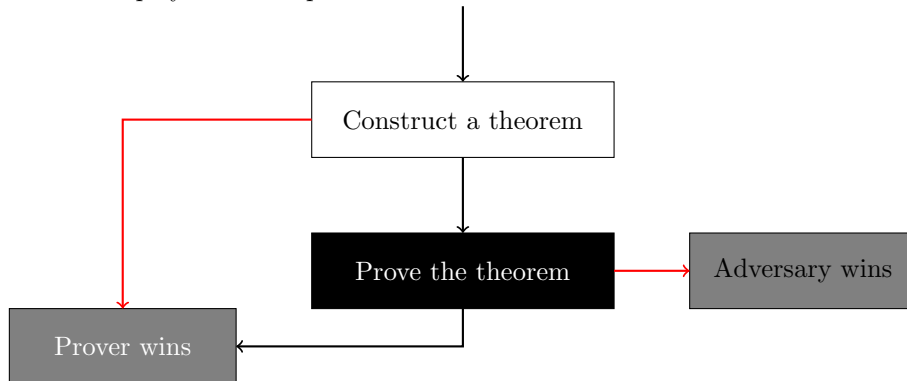 Construct a theorem
Prove the theorem
Adversary wins
Prover wins